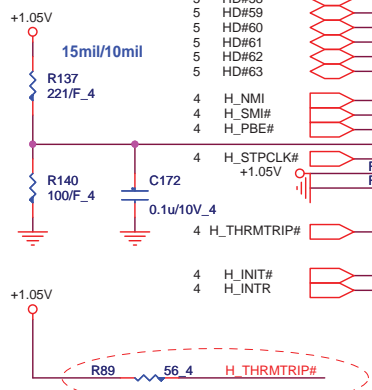 5 HD#59
+1.05V
5 HD#60
5 HD#61
15mil/10mil
5 HD#62
5 HD#63
R137
221/F_4
4 H_NMI
4 H_SMI#
4 H_PBE#
4 H_STPCLK#
+1.05V
R140
100/F_4
C172
0.1u/10V_4
4 H_THRMTRIP#
4 H_INIT#
4 H_INTR
+1.05V
R89 56_4 H_THRMTRIP#